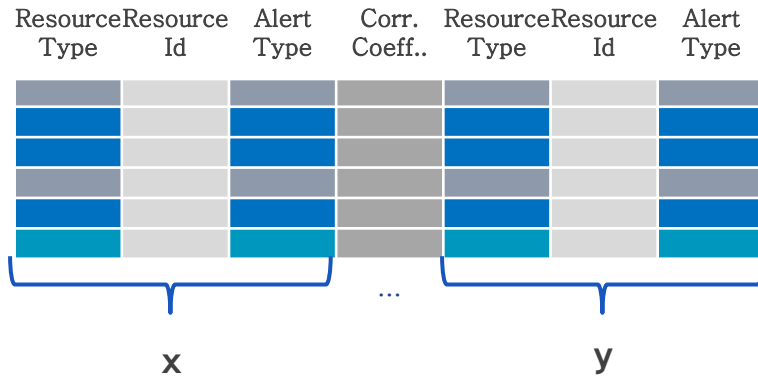 Resource Type
Resource Id
Alert Type
Corr. Coeff..
Resource Type
Resource Id
Alert Type
...
x
y